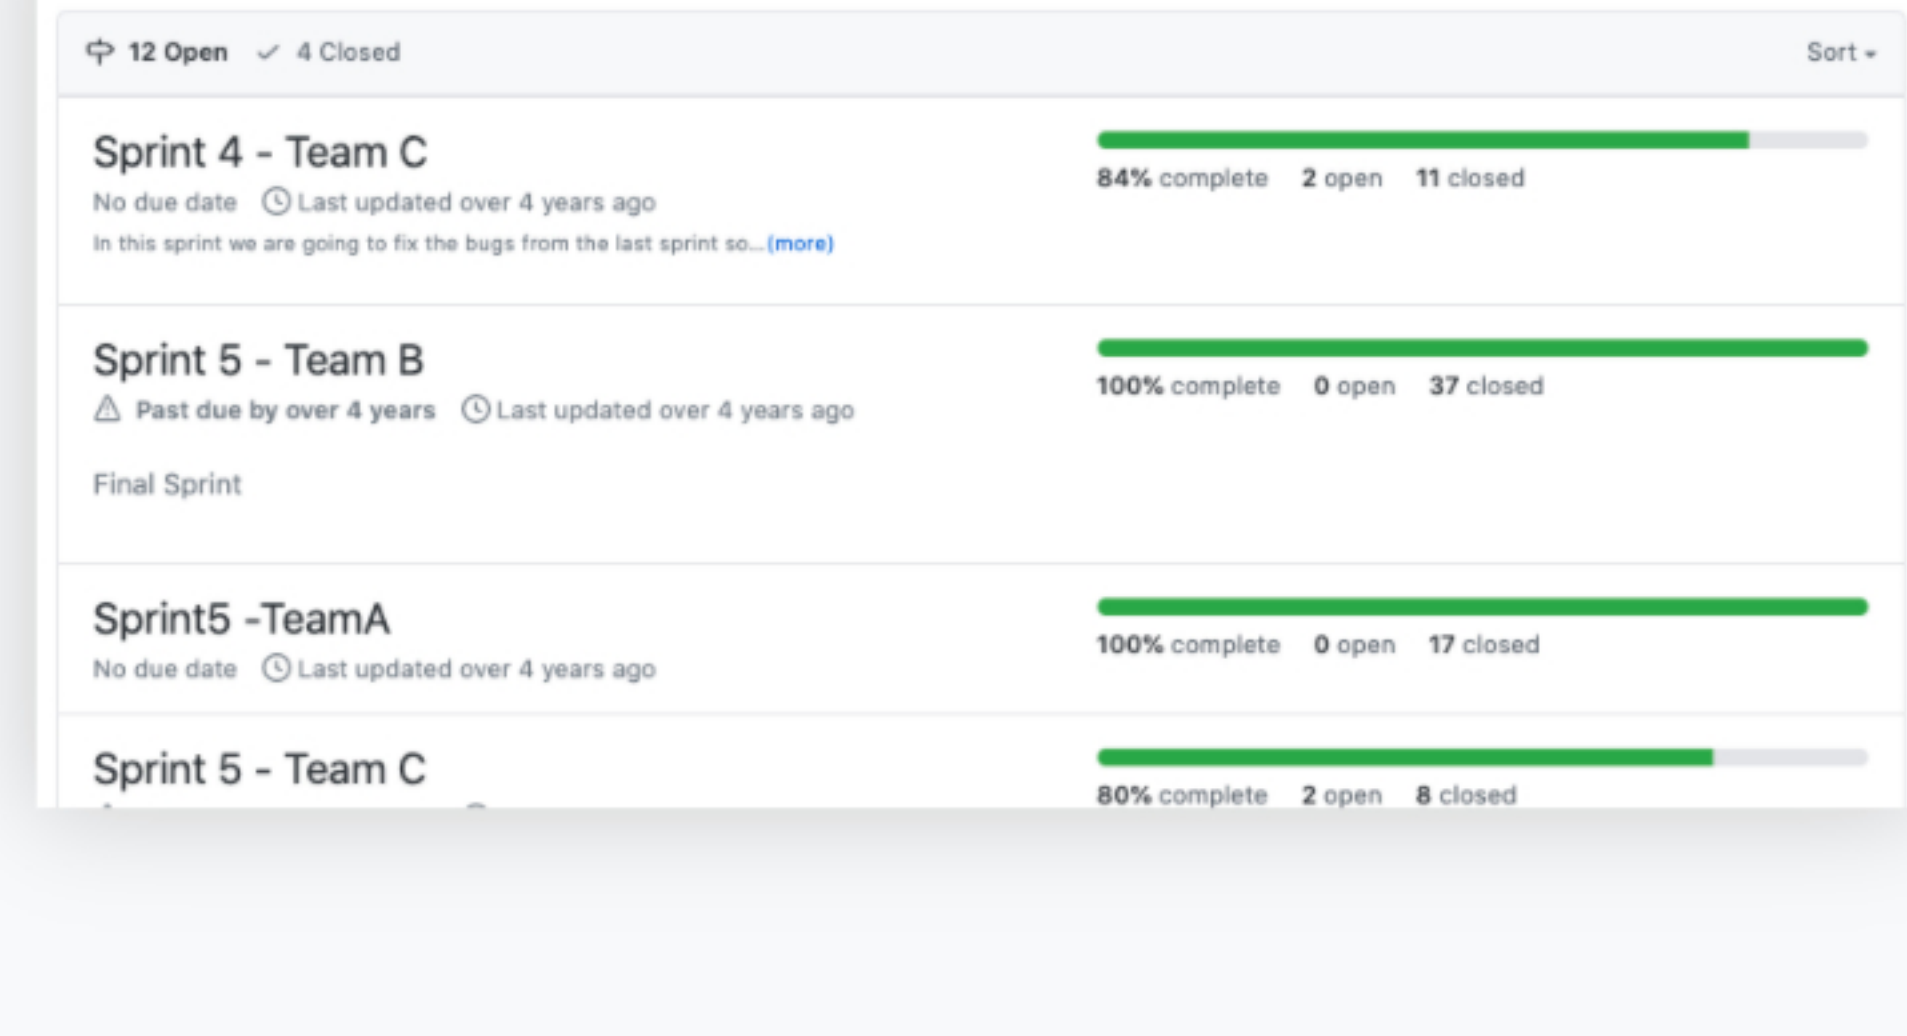 12 Open 4 Closed Sort
Sprint 4 - Team C
84% complete 2 open 11 closed
No due date Last updated over 4 years ago
In this sprint we are going to fix the bugs from the last sprint so...(more)
Sprint 5 - Team B
100% complete 0 open 37 closed
Past due by over 4 years Last updated over 4 years ago
Final Sprint
Sprint5 -TeamA
100% complete 0 open 17 closed
No due date Last updated over 4 years ago
Sprint 5 - Team C
80% complete 2 open 8 closed